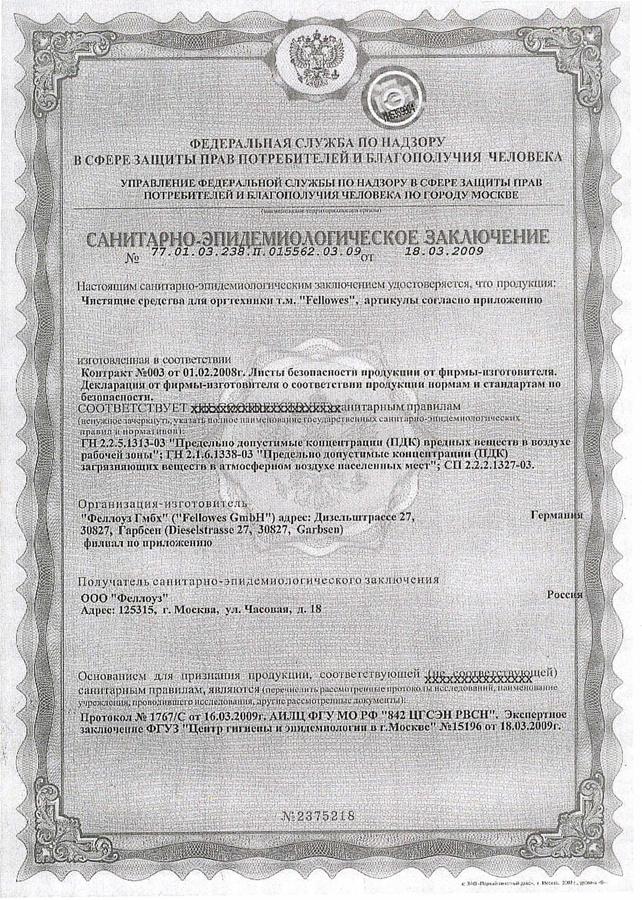 ФЕДЕРАЛЬНАЯ СЛУЖБА ПО НАДЗОРУ
В СФЕРЕ ЗАЩИТЫ ПРАВ ПОТРЕБИТЕЛЕЙ И БЛАГОПОЛУЧИЯ ЧЕЛОВЕКА
УПРАВЛЕНИЕ ФЕДЕРАЛЬНОЙ СЛУЖБЫ ПО НАДЗОРУ В СФЕРЕ ЗАЩИТЫ ПРАВ
ПОТРЕБИТЕЛЕЙ И БЛАГОПОЛУЧИЯ ЧЕЛОВЕКА ПО ГОРОДУ МОСКВЕ
(наименование территориального органа)
САНИТАРНО-ЭПИДЕМИОЛОГИЧЕСКОЕ ЗАКЛЮЧЕНИЕ
№ 77.01.03.238.П.015562.03.09 от 18.03.2009
Настоящим санитарно-эпидемиологическим заключением удостоверяется, что продукция:
Чистящие средства для оргтехники т.м. "Fellowes", артикулы согласно приложению
изготовленная в соответствии
Контракт №003 от 01.02.2008г. Листы безопасности продукции от фирмы-изготовителя.
Декларация от фирмы-изготовителя о соответствии продукции нормам и стандартам по
безопасности.
СООТВЕТСТВУЕТ санитарным правилам
(ненужное зачеркнуть, указать полное наименование государственных санитарно-эпидемиологических
правил и нормативов):
ГН 2.2.5.1313-03 "Предельно допустимые концентрации (ПДК) вредных веществ в воздухе
рабочей зоны"; ГН 2.1.6.1338-03 "Предельно допустимые концентрации (ПДК)
загрязняющих веществ в атмосферном воздухе населенных мест"; СП 2.2.2.1327-03.
Организация-изготовитель
"Феллоуз Гмбх" ("Fellowes GmbH") адрес: Дизельштрассе 27, Германия
30827, Гарбсен (Dieselstrasse 27, 30827, Garbsen)
филвал по приложению
Получатель санитарно-эпидемиологического заключения
ООО "Феллоуз" Россия
Адрес: 125315, г. Москва, ул. Часовая, д. 18
Основанием для признания продукции, соответствующей (не соответствующей)
санитарным правилам, являются (перечислить рассмотренные протоколы исследований, наименование
учреждения, проводившего исследования, другие рассмотренные документы):
Протокол № 1767/С от 16.03.2009г. АИЛЦ ФГУ МО РФ "842 ЦГСЭН РВСН". Экспертное
заключение ФГУЗ "Центр гигиены и эпидемиологии в г.Москве" №15196 от 18.03.2009г.
№2375218